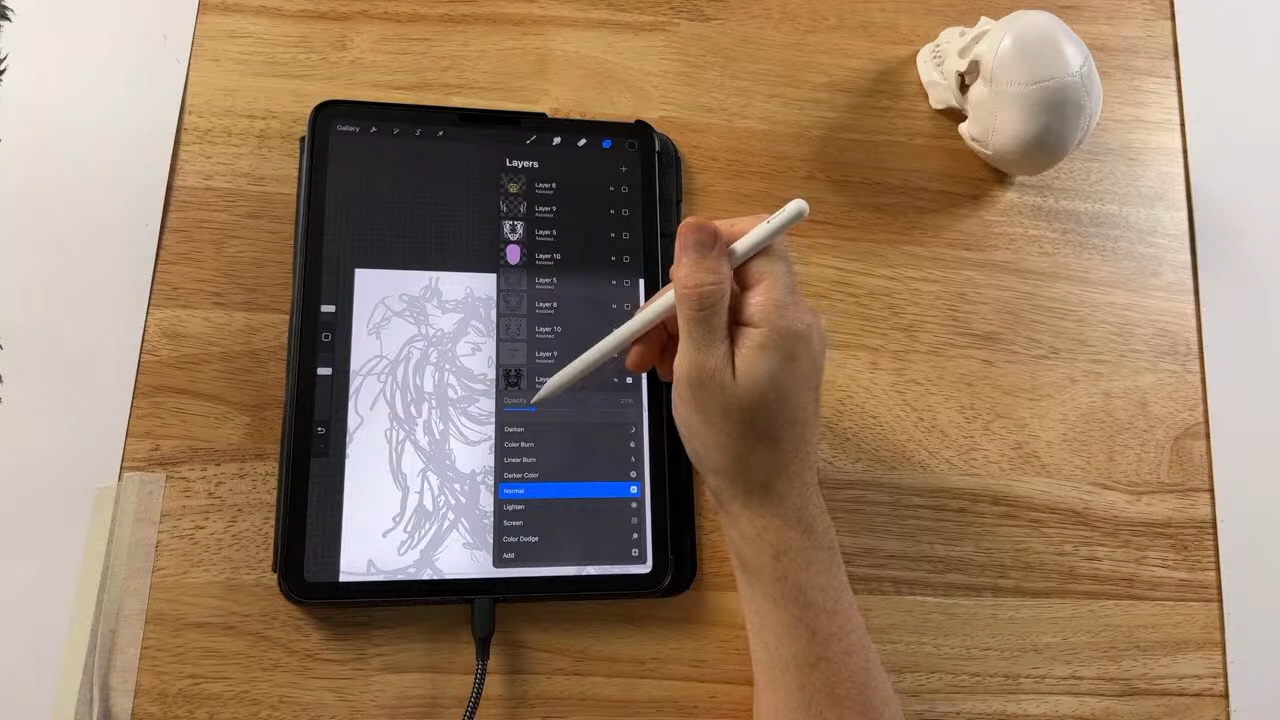 Gallery
Layers
Layer 8
Assisted
N
Layer 9
Assisted
N
Layer 5
Assisted
N
Layer 10
Assisted
N
Layer 5
Assisted
N
Layer 8
Assisted
N
Layer 10
Assisted
Layer 9
Assisted
N
Opacity 21%
Darken
Color Burn
Linear Burn
Darker Color
Normal
Lighten
Screen
Color Dodge
Add